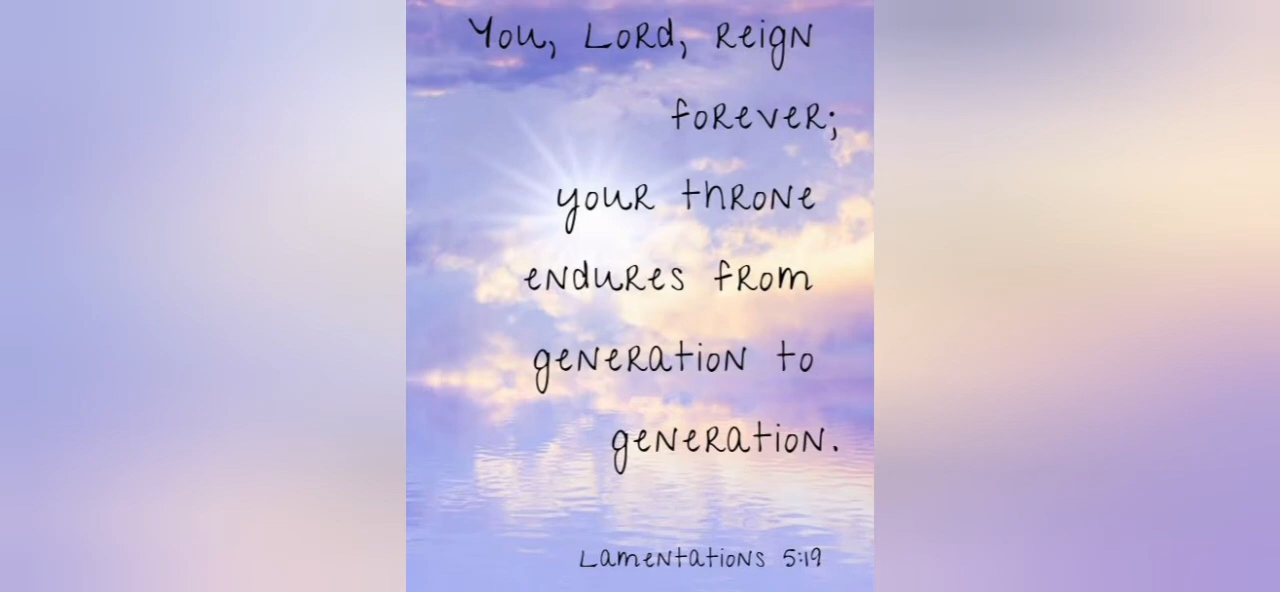 You, Lord, reign
forever;
your throne
endures from
generation to
generation.
Lamentations 5:19